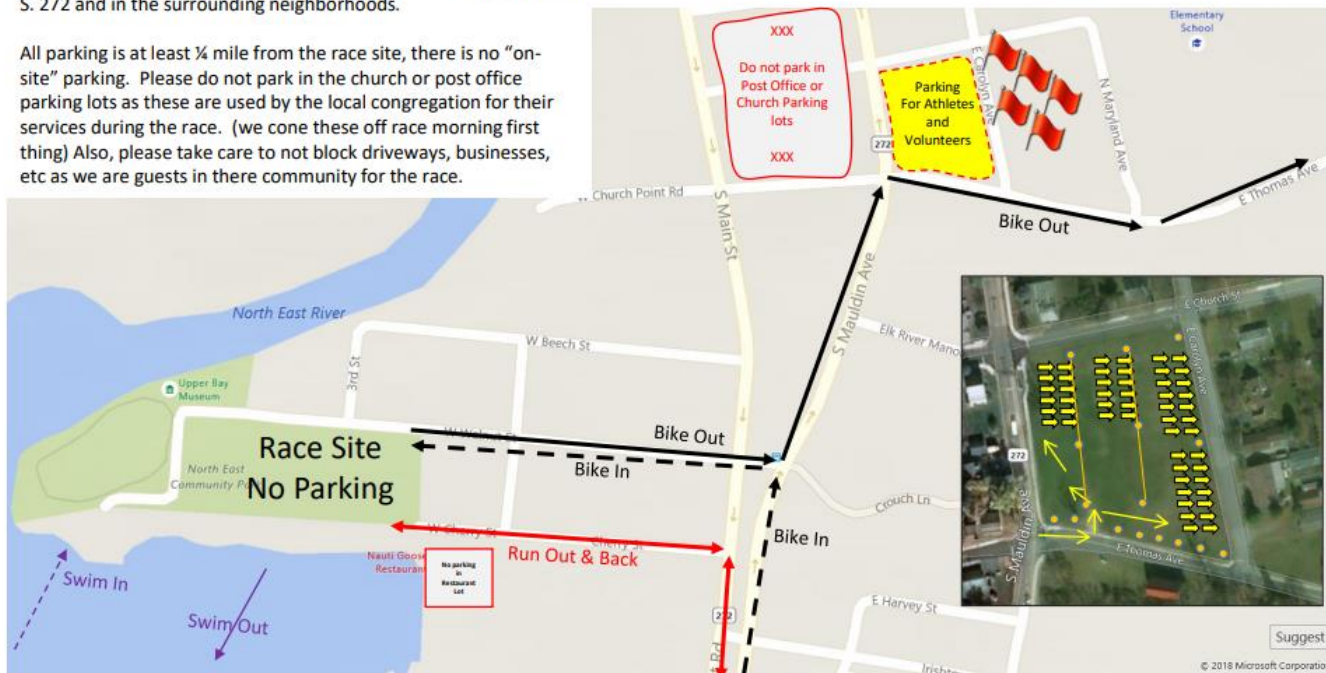 S. 272 and in the surrounding neighborhoods.
All parking is at least ¼ mile from the race site, there is no “on-
site” parking. Please do not park in the church or post office
parking lots as these are used by the local congregation for their
services during the race. (we cone these off race morning first
thing) Also, please take care to not block driveways, businesses,
etc as we are guests in there community for the race.
Elementary
School
XXX
Do not park in
Post Office or
Church Parking
lots
XXX
Parking
For Athletes
and
Volunteers
E Carolyn Ave
N Maryland Ave
272
Church Point Rd
S Main St
Bike Out
E Thomas Ave
S Mauldin Ave
North East River
Elk River Manor
W Beech St
3rd St
Upper Bay
Museum
W Walnut St
Bike Out
Race Site
No Parking
Bike In
North East
Community
Crouch Ln
W Cherry St
Cherry St
Run Out & Back
Bike In
Nauti Goose
Restaurant
No parking
in
Restaurant
Lot
Swim In
Swim Out
E Harvey St
272
Rd
E Church St
E Carolyn Ave
272
S Mauldin Ave
E Thomas Ave
Suggest
© 2018 Microsoft Corporatio